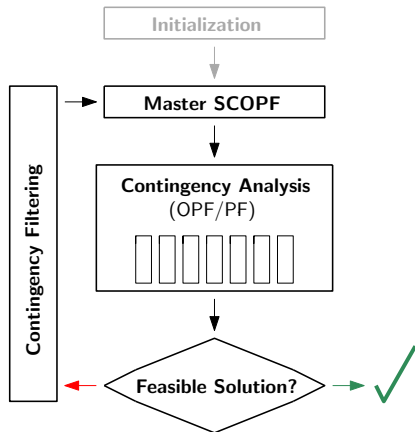 Initialization
Master SCOPF
Contingency Analysis
(OPF/PF)
Contingency Filtering
Feasible Solution?